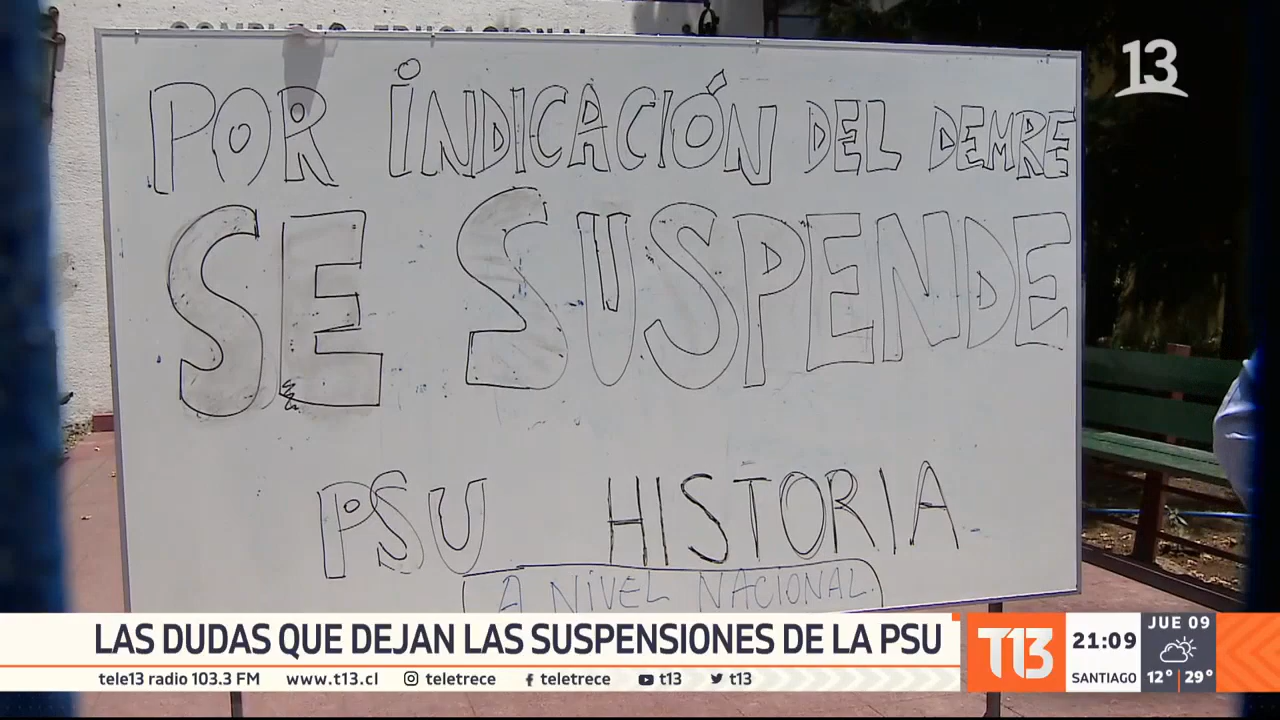 COMPLEJO EDUCACIONAL
13
POR INDICACIÓN DEL DEMRE
SE SUSPENDE
PSU HISTORIA
A NIVEL NACIONAL.
LAS DUDAS QUE DEJAN LAS SUSPENSIONES DE LA PSU
tele13 radio 103.3 FM www.t13.cl teletrece teletrece t13 t13
T13
21:09
SANTIAGO
JUE 09
12° 29°